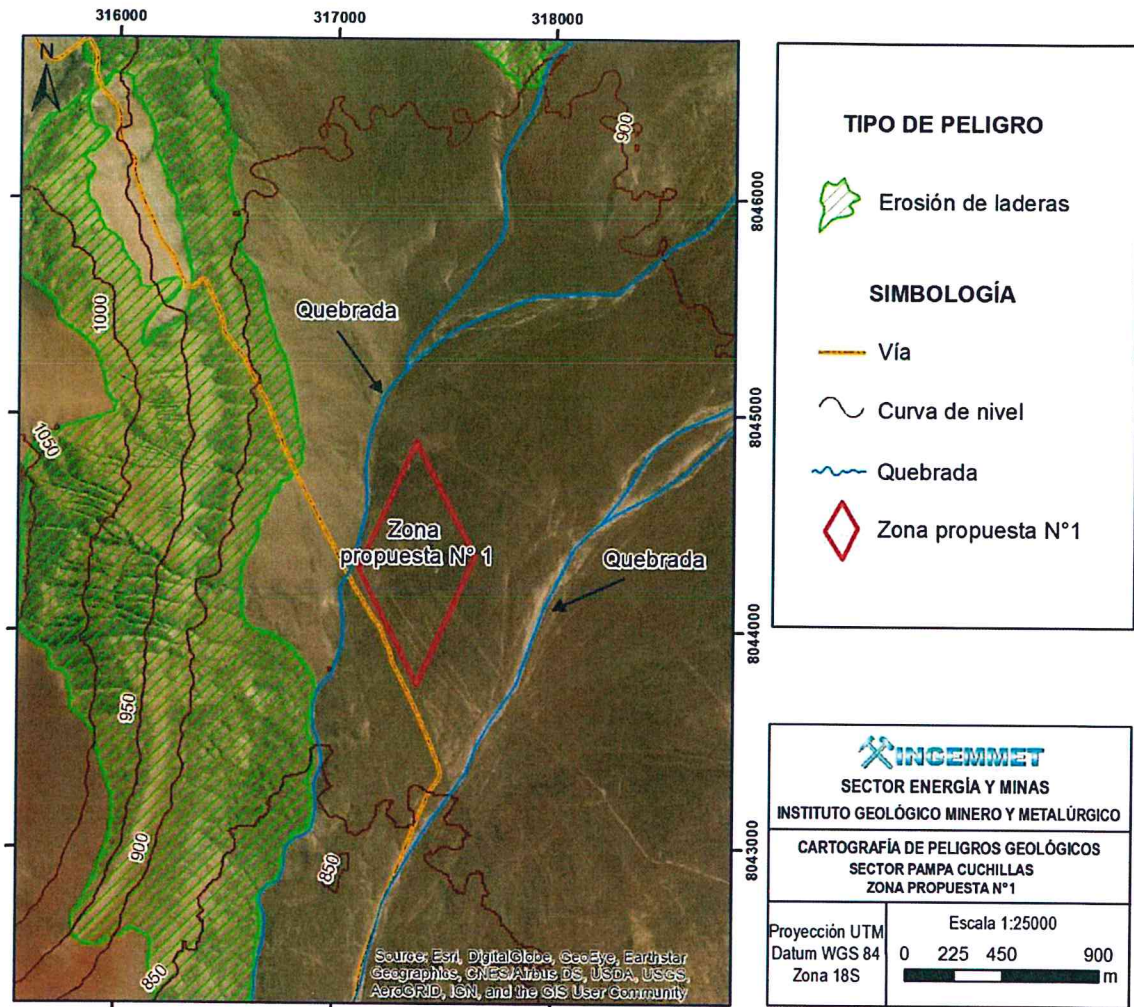 316000
317000
318000
N
900
8046000
Quebrada
1000
8045000
1050
Zona
propuesta N° 1
Quebrada
8044000
950
900
850
8043000
850
Source: Esri, DigitalGlobe, GeoEye, Earthstar
Geographics, CNES/Airbus DS, USDA, USGS,
AeroGRID, IGN, and the GIS User Community
TIPO DE PELIGRO
Erosión de laderas
SIMBOLOGÍA
Vía
Curva de nivel
Quebrada
Zona propuesta N°1
INGEMMET
SECTOR ENERGÍA Y MINAS
INSTITUTO GEOLÓGICO MINERO Y METALÚRGICO
CARTOGRAFÍA DE PELIGROS GEOLÓGICOS
SECTOR PAMPA CUCHILLAS
ZONA PROPUESTA N°1
Proyección UTM
Datum WGS 84
Zona 18S
Escala 1:25000
0 225 450 900
m